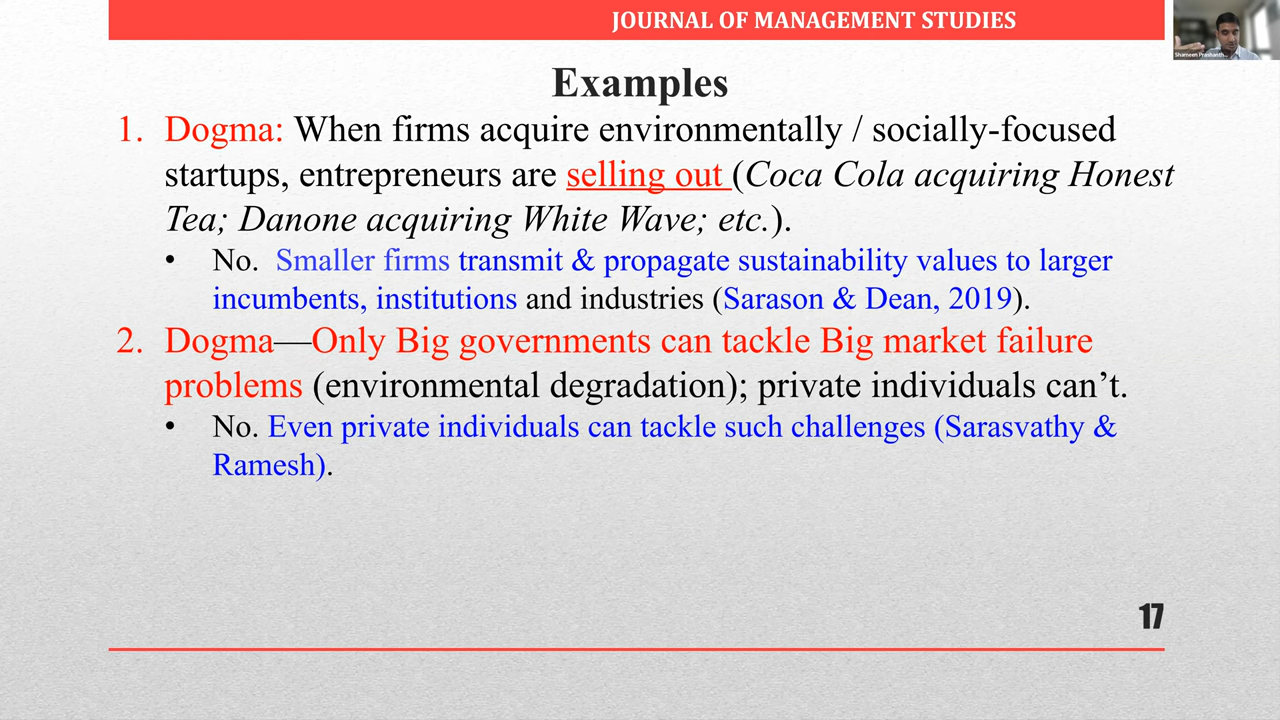 JOURNAL OF MANAGEMENT STUDIES
Examples
1. Dogma: When firms acquire environmentally / socially-focused
startups, entrepreneurs are selling out (Coca Cola acquiring Honest
Tea; Danone acquiring White Wave; etc.).
• No. Smaller firms transmit & propagate sustainability values to larger
incumbents, institutions and industries (Sarason & Dean, 2019).
2. Dogma—Only Big governments can tackle Big market failure
problems (environmental degradation); private individuals can’t.
• No. Even private individuals can tackle such challenges (Sarasvathy &
Ramesh).
17